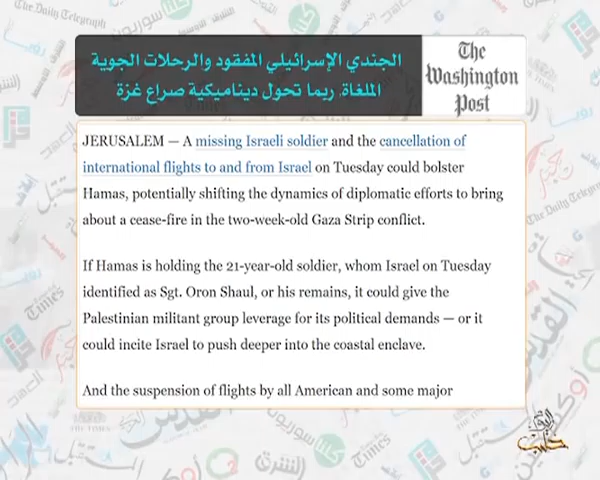 الجندي الإسرائيلي المفقود والرحلات الجوية
الملغاة. ربما تحول ديناميكية صراع غزة
The
Washington
Post
JERUSALEM — A missing Israeli soldier and the cancellation of
international flights to and from Israel on Tuesday could bolster
Hamas, potentially shifting the dynamics of diplomatic efforts to bring
about a cease-fire in the two-week-old Gaza Strip conflict.
If Hamas is holding the 21-year-old soldier, whom Israel on Tuesday
identified as Sgt. Oron Shaul, or his remains, it could give the
Palestinian militant group leverage for its political demands — or it
could incite Israel to push deeper into the coastal enclave.
And the suspension of flights by all American and some major